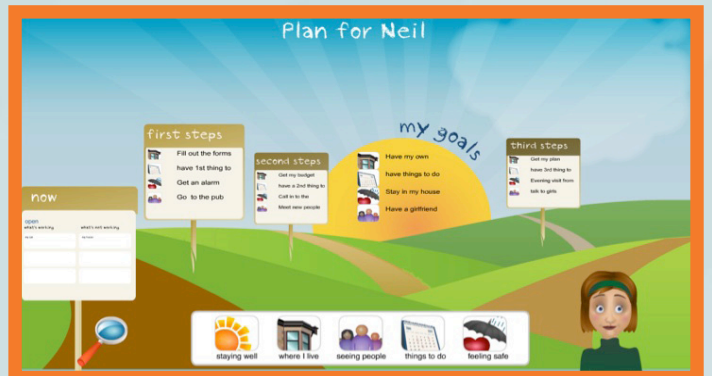 Plan for Neil
my goals
first steps
Fill out the forms
have 1st thing to
Get an alarm
Go to the pub
second steps
Get my budget
have a 2nd thing to
Call in to the
Meet new people
Have my own
have things to do
Stay in my house
Have a girlfriend
third steps
Get my plan
have 3rd thing to
Evening visit from
talk to girls
now
open
what's working
what's not working
staying well
where I live
seeing people
things to do
feeling safe